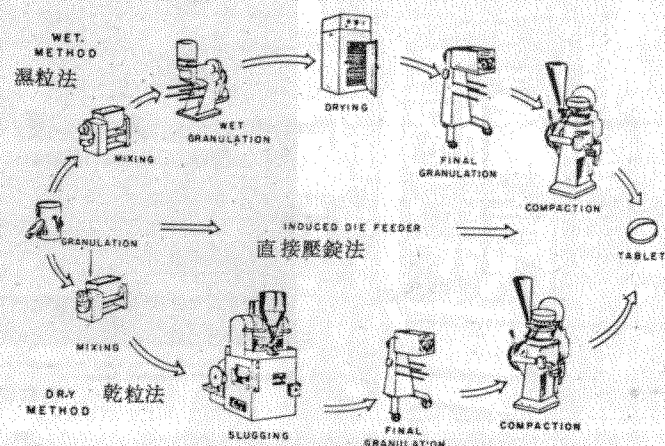 WET.
METHOD
濕粒法
MIXING
WET
GRANULATION
DRYING
FINAL
GRANULATION
COMPACTION
GRANULATION
INDUCED DIE FEEDER
直接壓錠法
TABLET
MIXING
DRY
METHOD
乾粒法
SLUGGING
FINAL
GRANULATION
COMPACTION